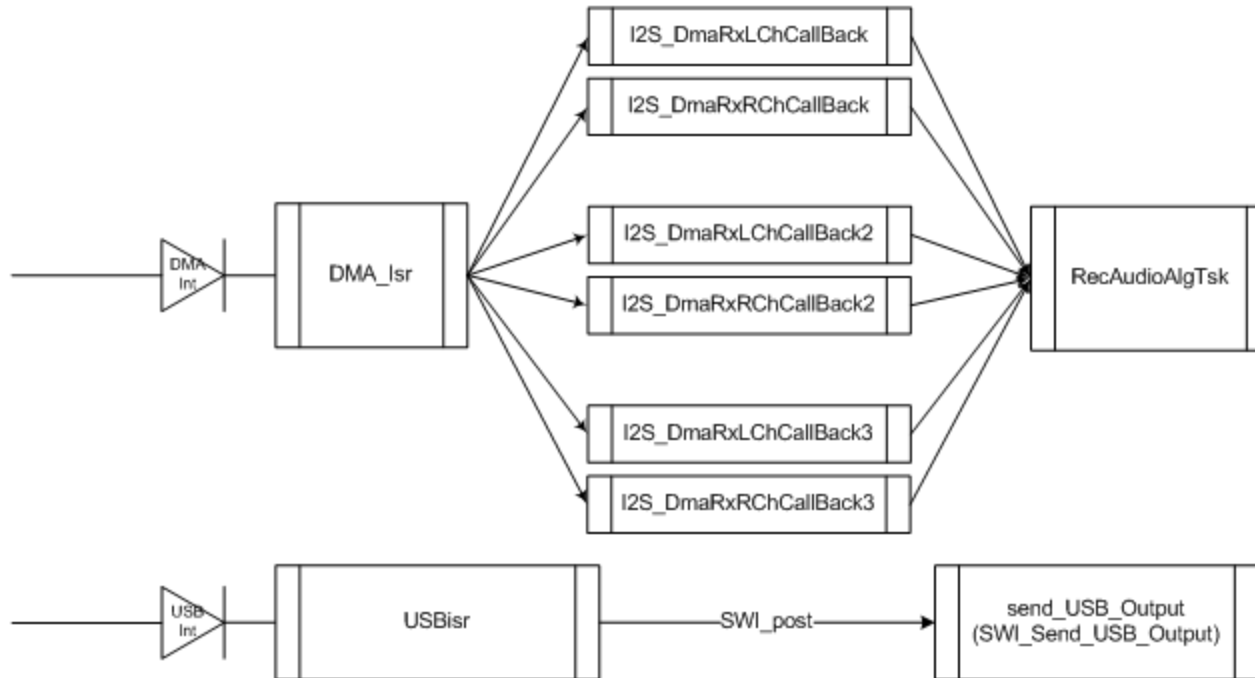 I2S_DmaRxLChCallBack
I2S_DmaRxRChCallBack
I2S_DmaRxLChCallBack2
I2S_DmaRxRChCallBack2
DMA
Int
DMA_Isr
RecAudioAlgTsk
I2S_DmaRxLChCallBack3
I2S_DmaRxRChCallBack3
USB
Int
USBisr
SWI_post
send_USB_Output
(SWI_Send_USB_Output)